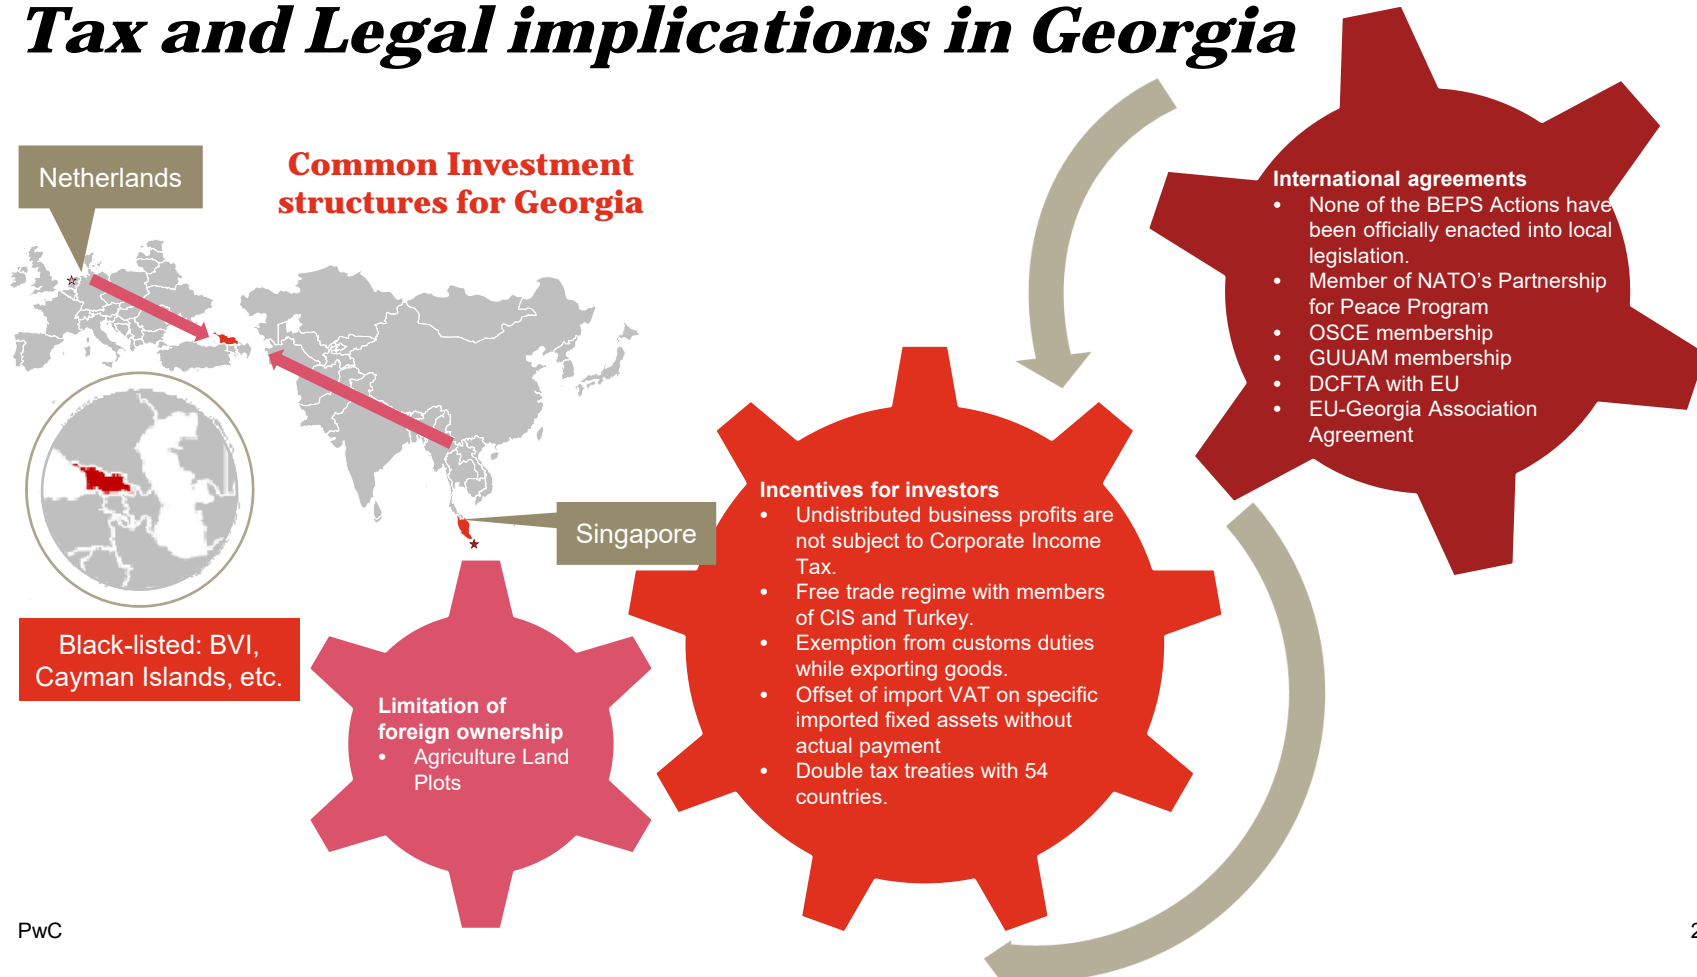 Tax and Legal implications in Georgia
Netherlands
Common Investment
structures for Georgia
Singapore
Black-listed: BVI,
Cayman Islands, etc.
Limitation of
foreign ownership
• Agriculture Land
Plots
Incentives for investors
• Undistributed business profits are
not subject to Corporate Income
Tax.
• Free trade regime with members
of CIS and Turkey.
• Exemption from customs duties
while exporting goods.
• Offset of import VAT on specific
imported fixed assets without
actual payment
• Double tax treaties with 54
countries.
International agreements
• None of the BEPS Actions have
been officially enacted into local
legislation.
• Member of NATO’s Partnership
for Peace Program
• OSCE membership
• GUUAM membership
• DCFTA with EU
• EU-Georgia Association
Agreement
PwC
2